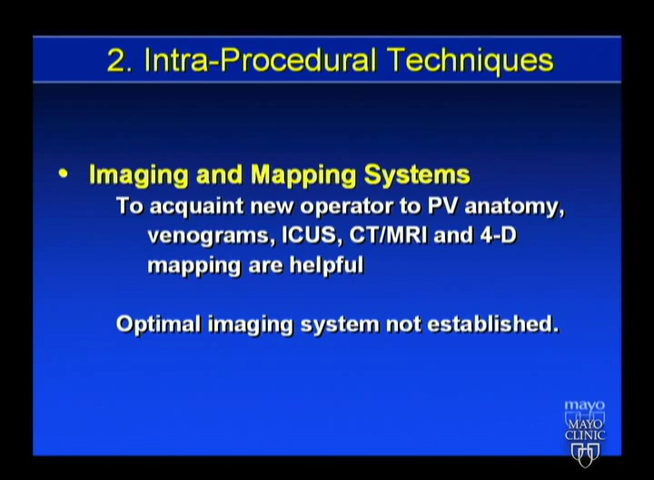 2. Intra-Procedural Techniques
• Imaging and Mapping Systems
To acquaint new operator to PV anatomy,
venograms, ICUS, CT/MRI and 4-D
mapping are helpful
Optimal imaging system not established.
mayo
MAYO
CLINIC